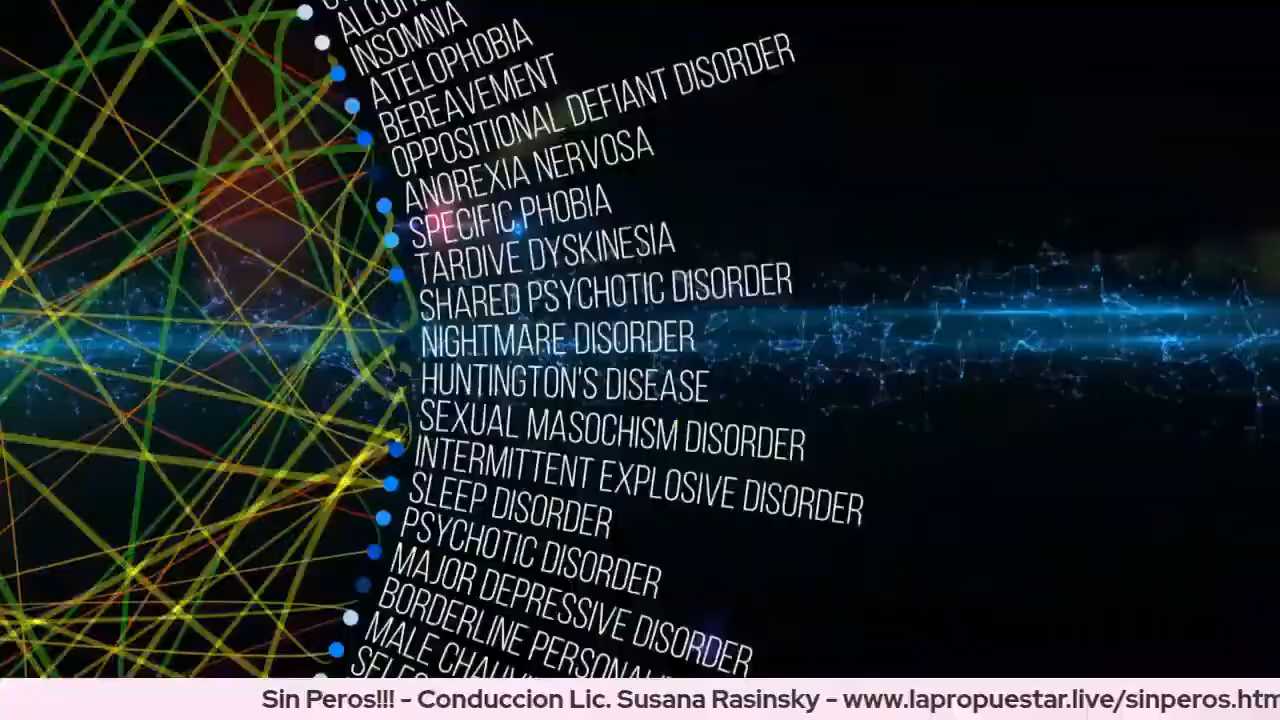 INSOMNIA
ATELOPHOBIA
BEREAVEMENT
OPPOSITIONAL DEFIANT DISORDER
ANOREXIA NERVOSA
SPECIFIC PHOBIA
TARDIVE DYSKINESIA
SHARED PSYCHOTIC DISORDER
NIGHTMARE DISORDER
HUNTINGTON'S DISEASE
SEXUAL MASOCHISM DISORDER
INTERMITTENT EXPLOSIVE DISORDER
SLEEP DISORDER
PSYCHOTIC DISORDER
MAJOR DEPRESSIVE DISORDER
BORDERLINE
MALE
Sin Peros!!! - Conduccion Lic. Susana Rasinsky - www.lapropuestar.live/sinperos.htm